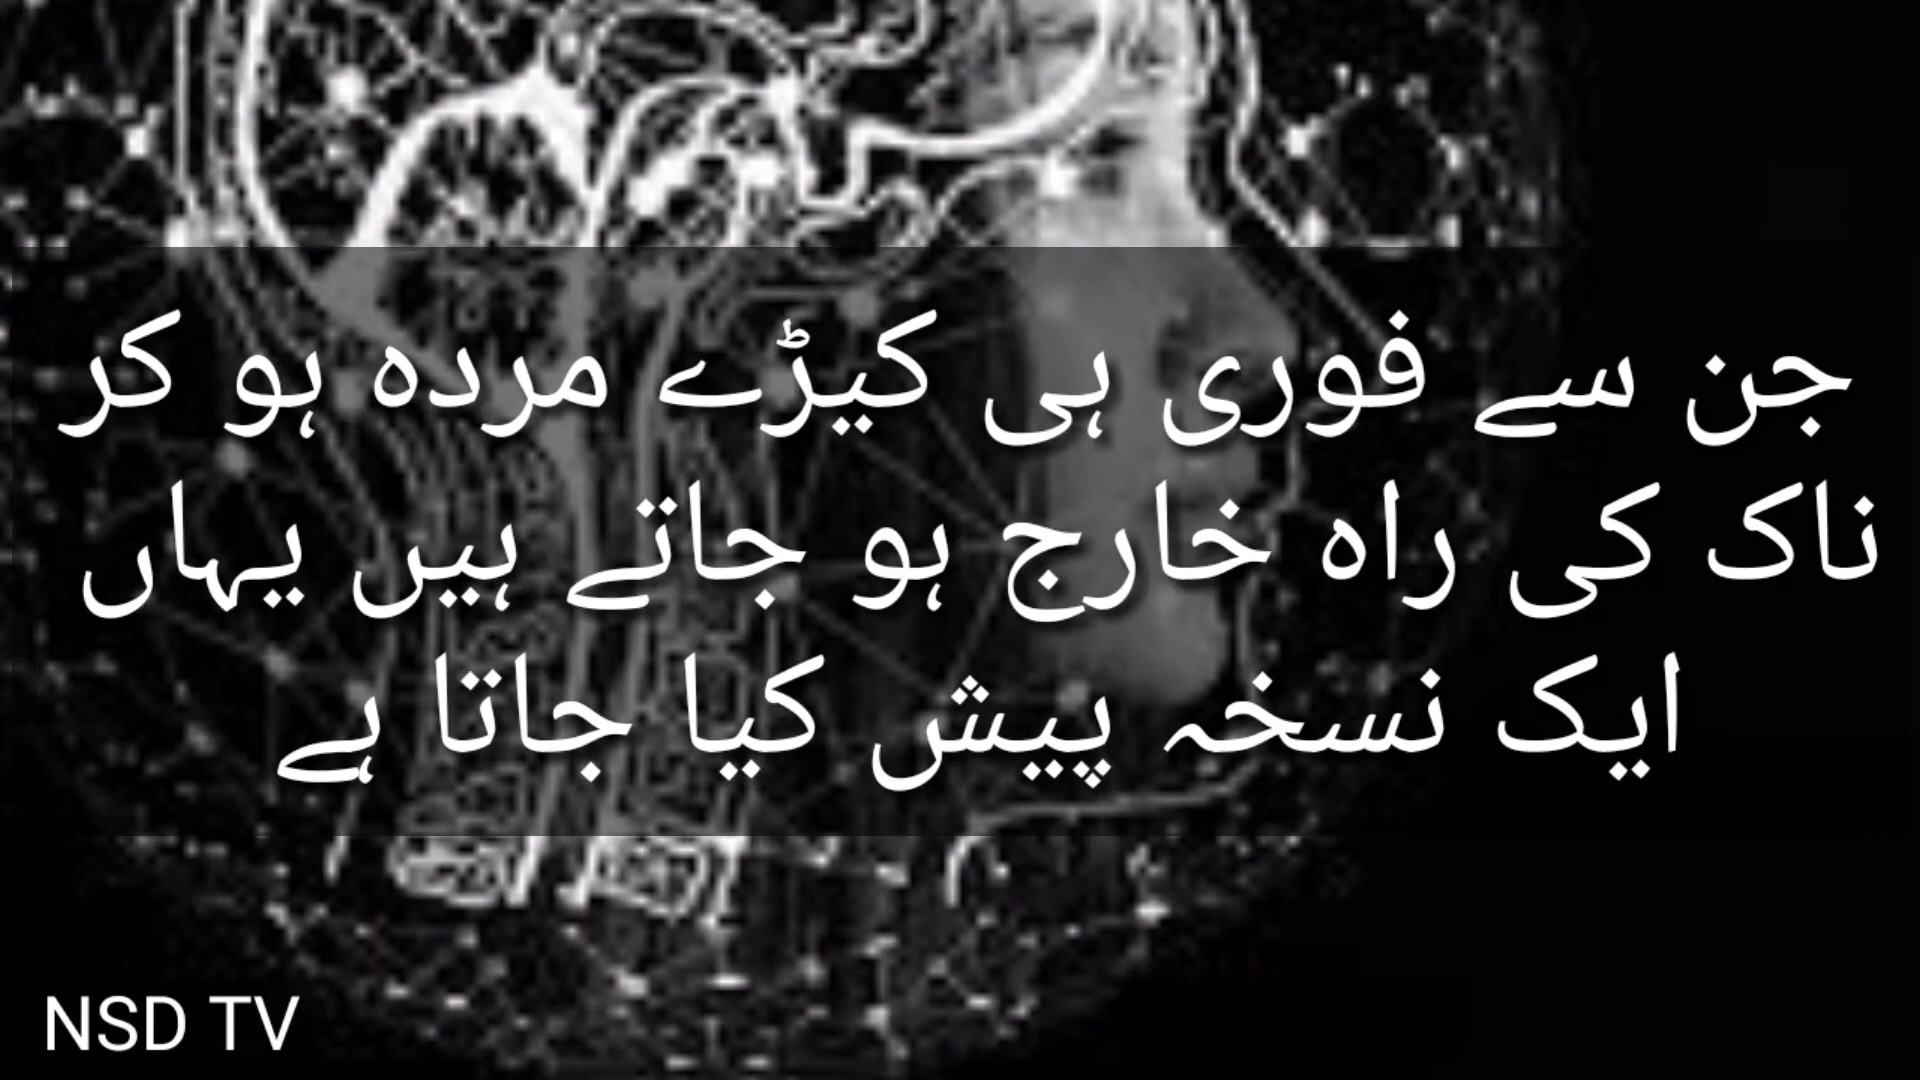 جن سے فوری ہی کیڑے مردہ ہو کر
ناک کی راہ خارج ہو جاتے ہیں یہاں
ایک نسخہ پیش کیا جاتا ہے
NSD TV